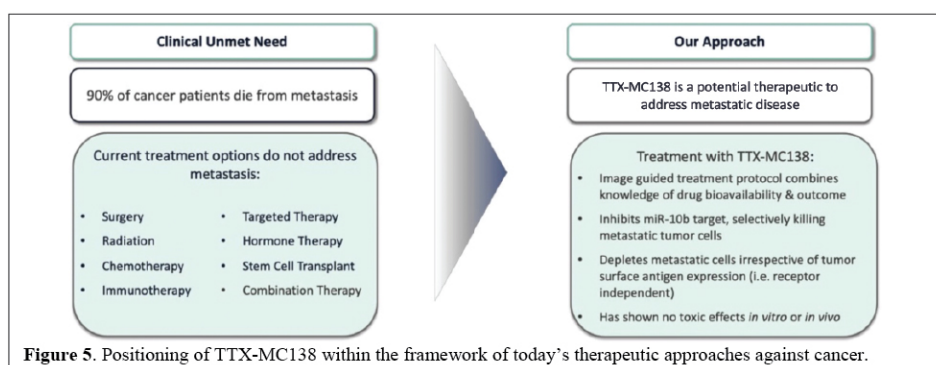 Clinical Unmet Need
90% of cancer patients die from metastasis
Current treatment options do not address
metastasis:
• Surgery
• Radiation
• Chemotherapy
• Immunotherapy
• Targeted Therapy
• Hormone Therapy
• Stem Cell Transplant
• Combination Therapy
Our Approach
TTX-MC138 is a potential therapeutic to
address metastatic disease
Treatment with TTX-MC138:
• Image guided treatment protocol combines
knowledge of drug bioavailability & outcome
• Inhibits miR-10b target, selectively killing
metastatic tumor cells
• Depletes metastatic cells irrespective of tumor
surface antigen expression (i.e. receptor
independent)
• Has shown no toxic effects in vitro or in vivo
Figure 5. Positioning of TTX-MC138 within the framework of today’s therapeutic approaches against cancer.